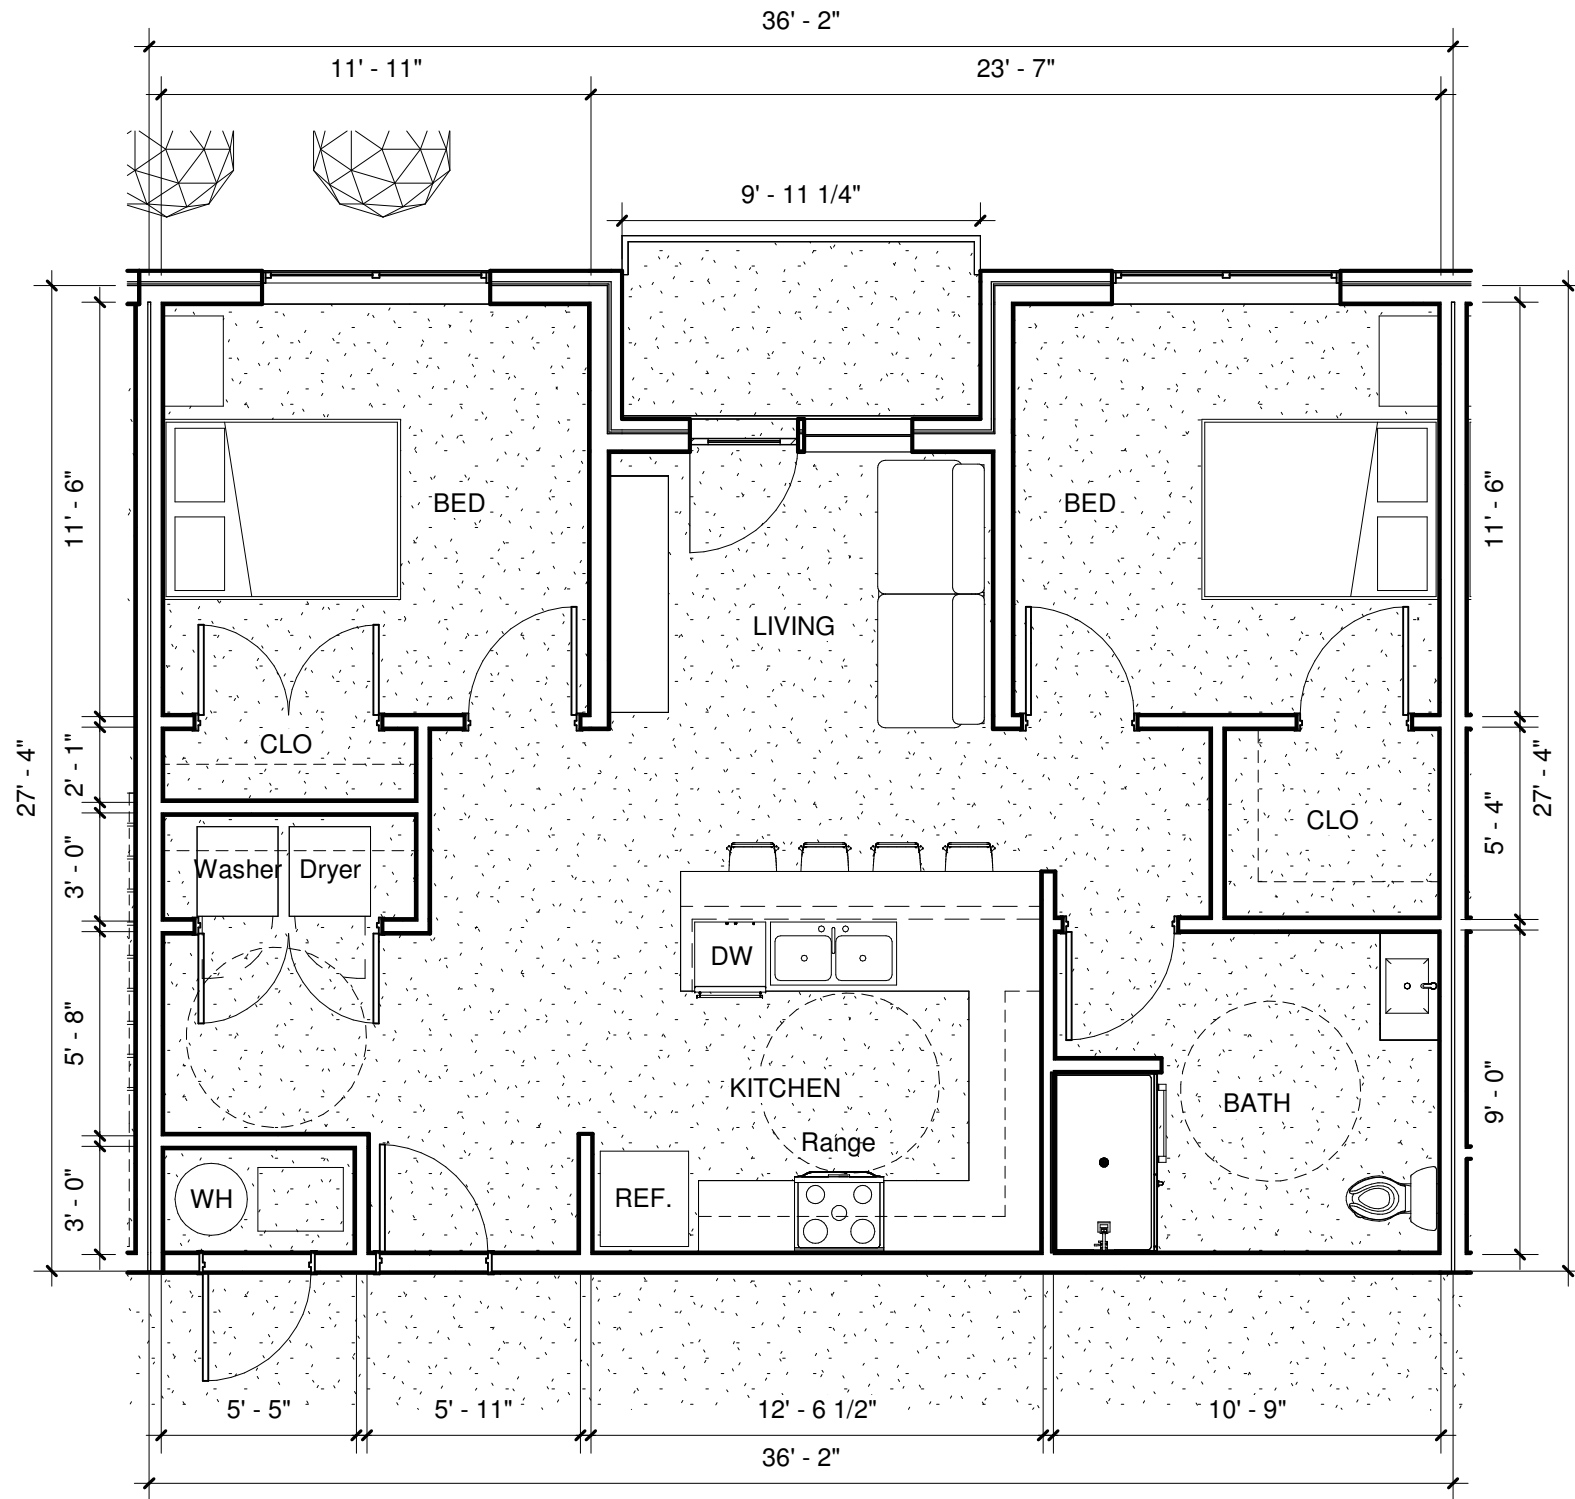 36' - 2"
11' - 11"
23' - 7"
9' - 11 1/4"
11' - 6"
BED
BED
11' - 6"
LIVING
CLO
2' - 1"
27' - 4"
27' - 4"
CLO
5' - 4"
3' - 0"
Washer
Dryer
DW
5' - 8"
KITCHEN
BATH
9' - 0"
Range
3' - 0"
WH
REF.
5' - 5"
5' - 11"
12' - 6 1/2"
10' - 9"
36' - 2"